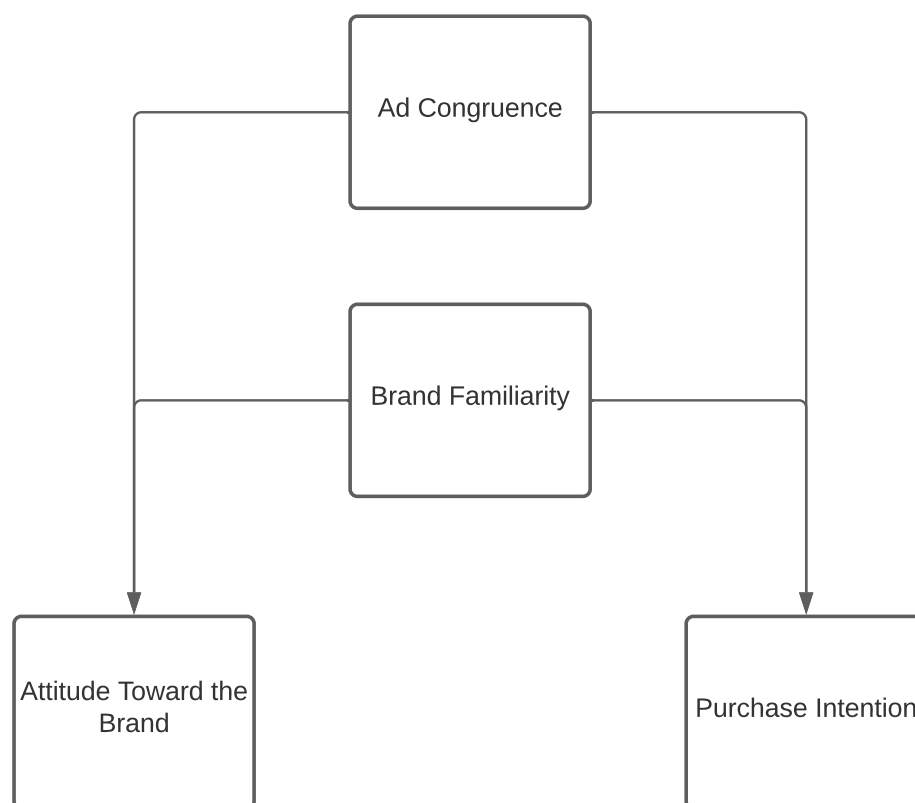 Ad Congruence
Brand Familiarity
Attitude Toward the
Brand
Purchase Intention